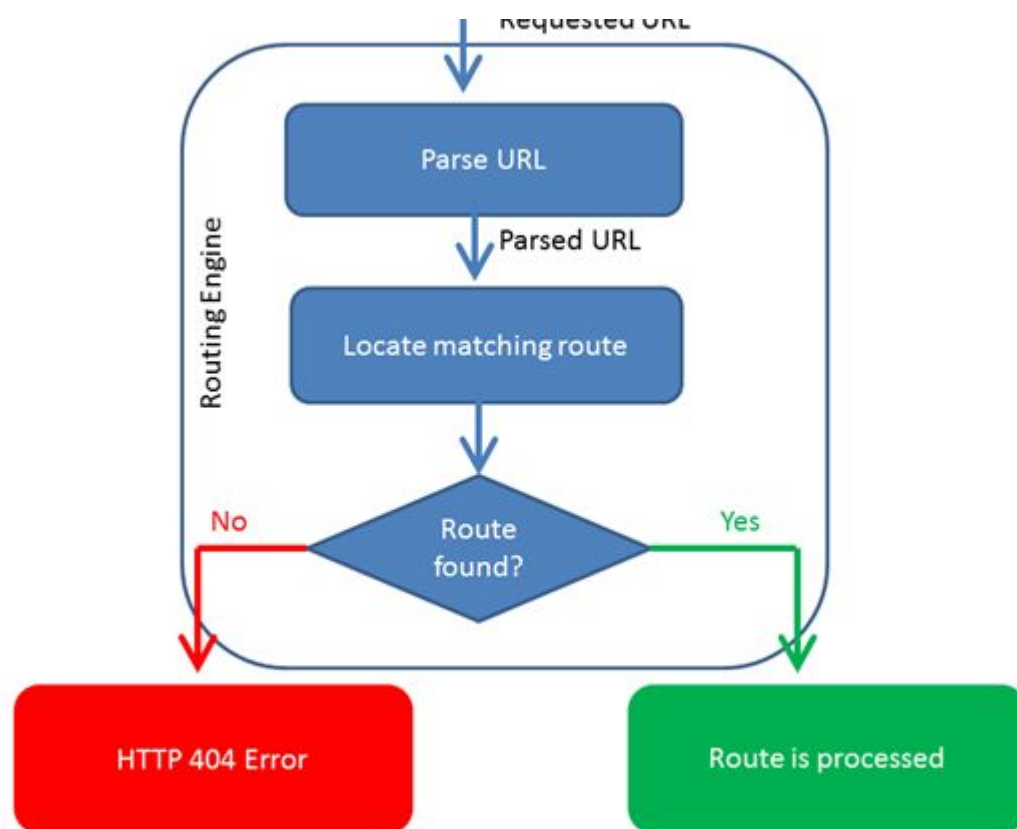 Requested URL
Parse URL
Parsed URL
Routing Engine
Locate matching route
No
Route
found?
Yes
HTTP 404 Error
Route is processed